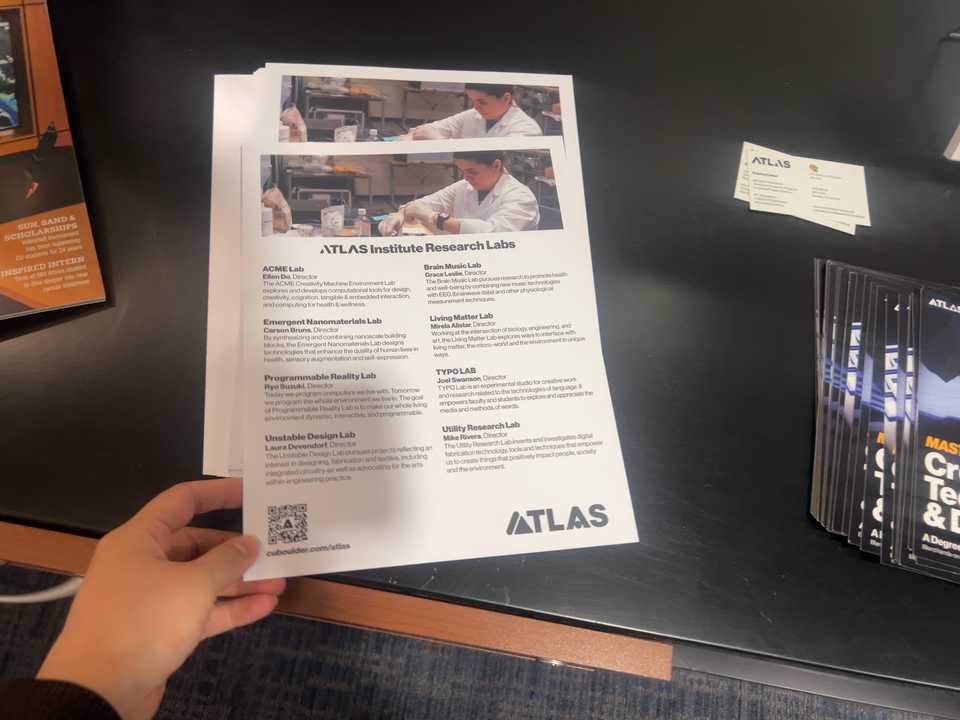 ATLAS Institute Research Labs
ACME Lab
Ellen Do, Director
The ACME Creativity Machine Environment Lab
explores and develops computational tools for design,
creativity, cognition, tangible & embedded interaction,
and computing for health & wellness.
Emergent Nanomaterials Lab
Carson Bruns, Director
By synthesizing and combining nanoscale building
blocks, the Emergent Nanomaterials Lab designs
technologies that enhance the quality of human lives in
health, sensory augmentation and self-expression.
Programmable Reality Lab
Ryo Suzuki, Director
Today we program computers we live with. Tomorrow
we program the whole environment we live in. The goal
of Programmable Reality Lab is to make our whole living
environment dynamic, interactive, and programmable.
Unstable Design Lab
Laura Devendorf, Director
The Unstable Design Lab pursues projects reflecting an
interest in designing, fabrication and textiles, including
integrated circuitry as well as advocating for the arts
within engineering practice.
Brain Music Lab
Grace Leslie, Director
The Brain Music Lab pursues research to promote health
and well-being by combining new music technologies
with EEG (brainwave data) and other physiological
measurement techniques.
Living Matter Lab
Mirela Alistar, Director
Working at the intersection of biology, engineering, and
art, the Living Matter Lab explores ways to interface with
living matter, the micro-world and the environment in unique
ways.
TYPO LAB
Joel Swanson, Director
TYPO Lab is an experimental studio for creative work
and research related to the technologies of language. It
empowers faculty and students to explore and appreciate the
media and methods of words.
Utility Research Lab
Mike Rivera, Director
The Utility Research Lab invents and investigates digital
fabrication technology, tools and techniques that empower
us to create things that positively impact people, society
and the environment.
cuboulder.com/atlas
ATLAS
SUN, SAND &
SCHOLARSHIPS
CU students for 24 years
INSPIRED INTERN
ATLAS
ATLAS
MAST
Cr
Te
& D
A Degree